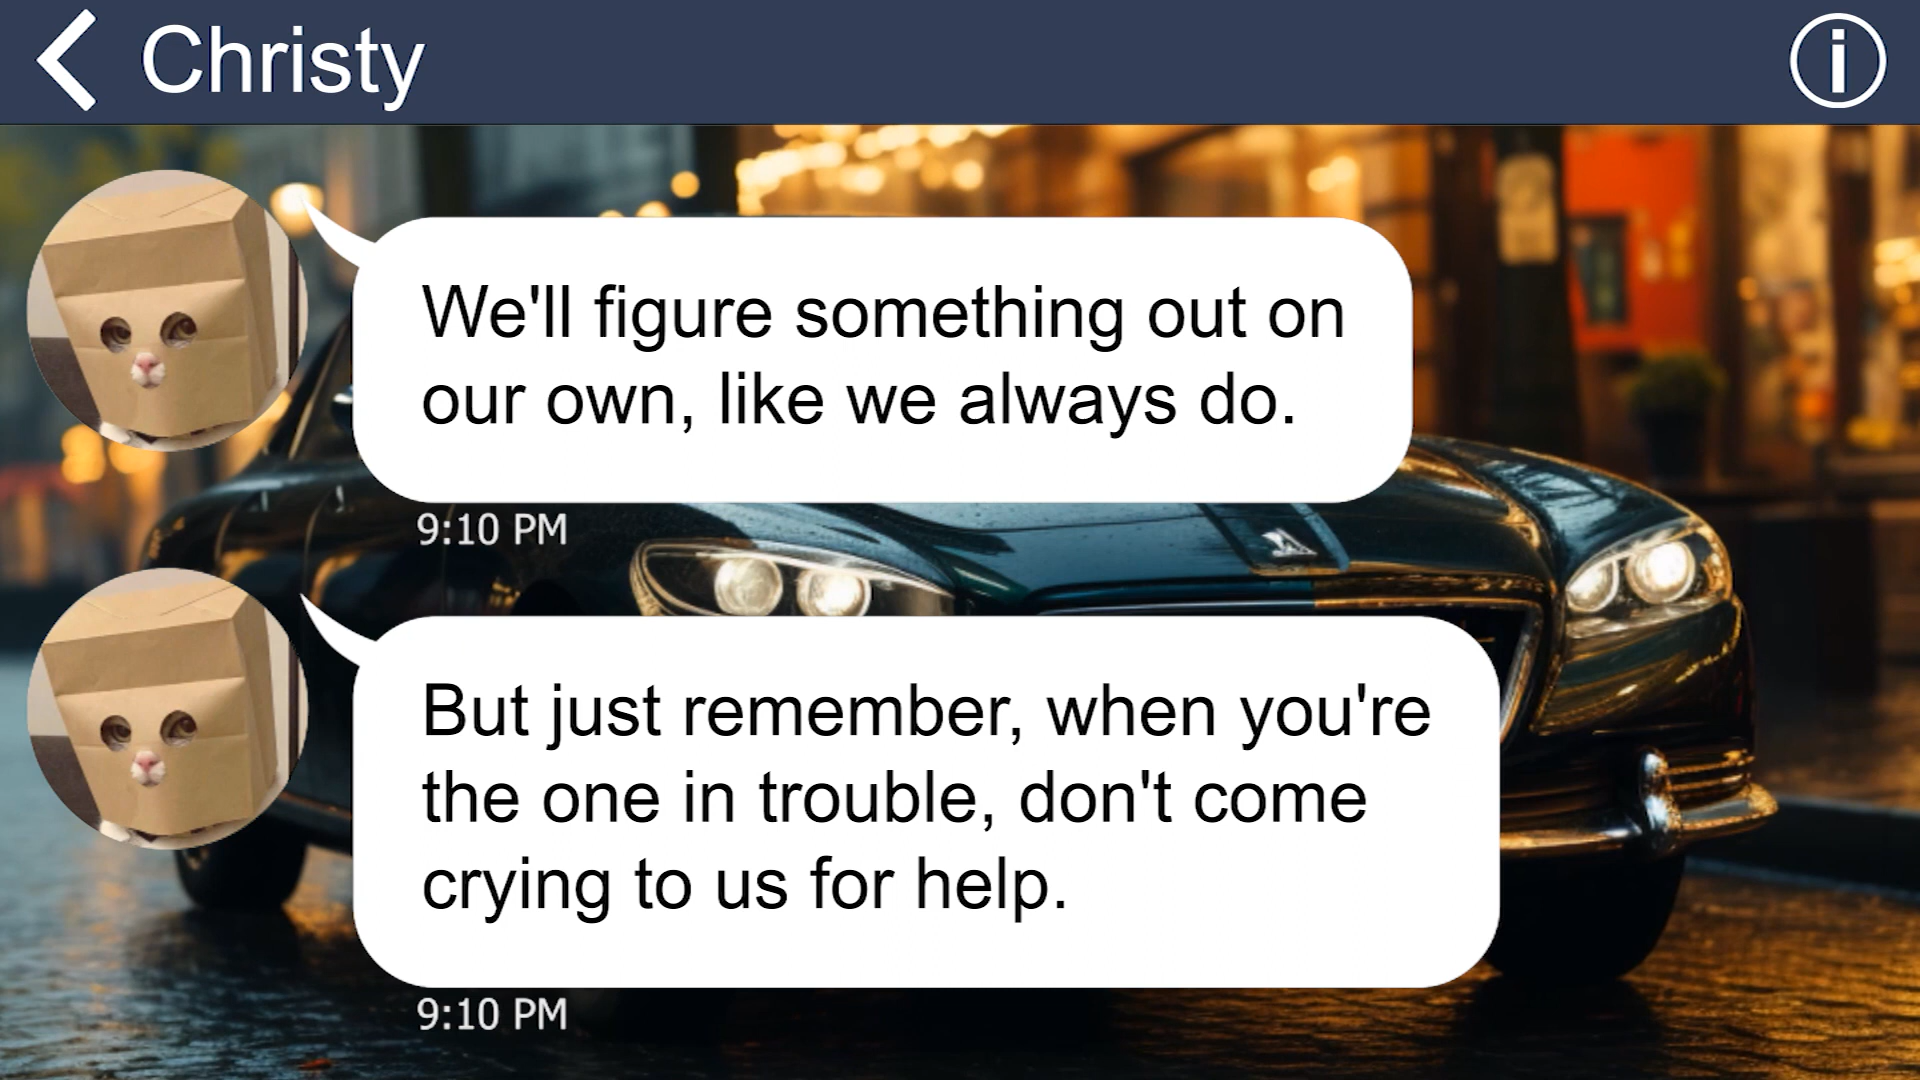 Christy
We'll figure something out on
our own, like we always do.
9:10 PM
But just remember, when you're
the one in trouble, don't come
crying to us for help.
9:10 PM